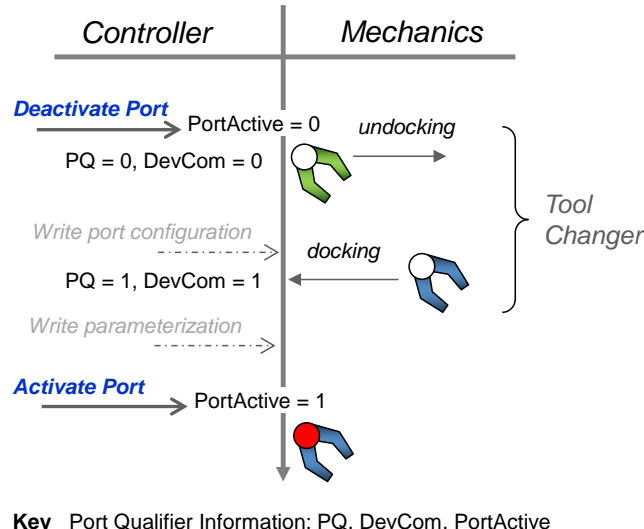 Controller Mechanics
Deactivate Port
PortActive = 0
undocking
PQ = 0, DevCom = 0
Tool
Changer
Write port configuration
docking
PQ = 1, DevCom = 1
Write parameterization
Activate Port
PortActive = 1
Key Port Qualifier Information: PQ, DevCom, PortActive